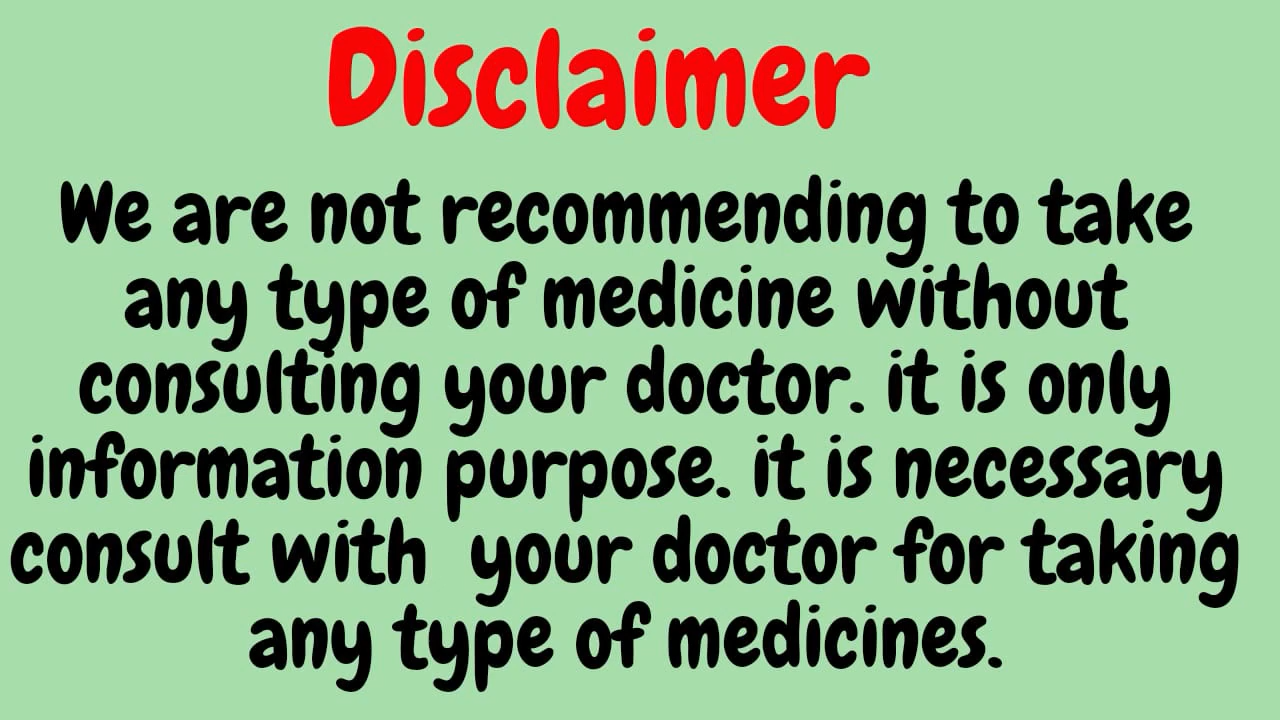 Disclaimer
We are not recommending to take
any type of medicine without
consulting your doctor. it is only
information purpose. it is necessary
consult with your doctor for taking
any type of medicines.